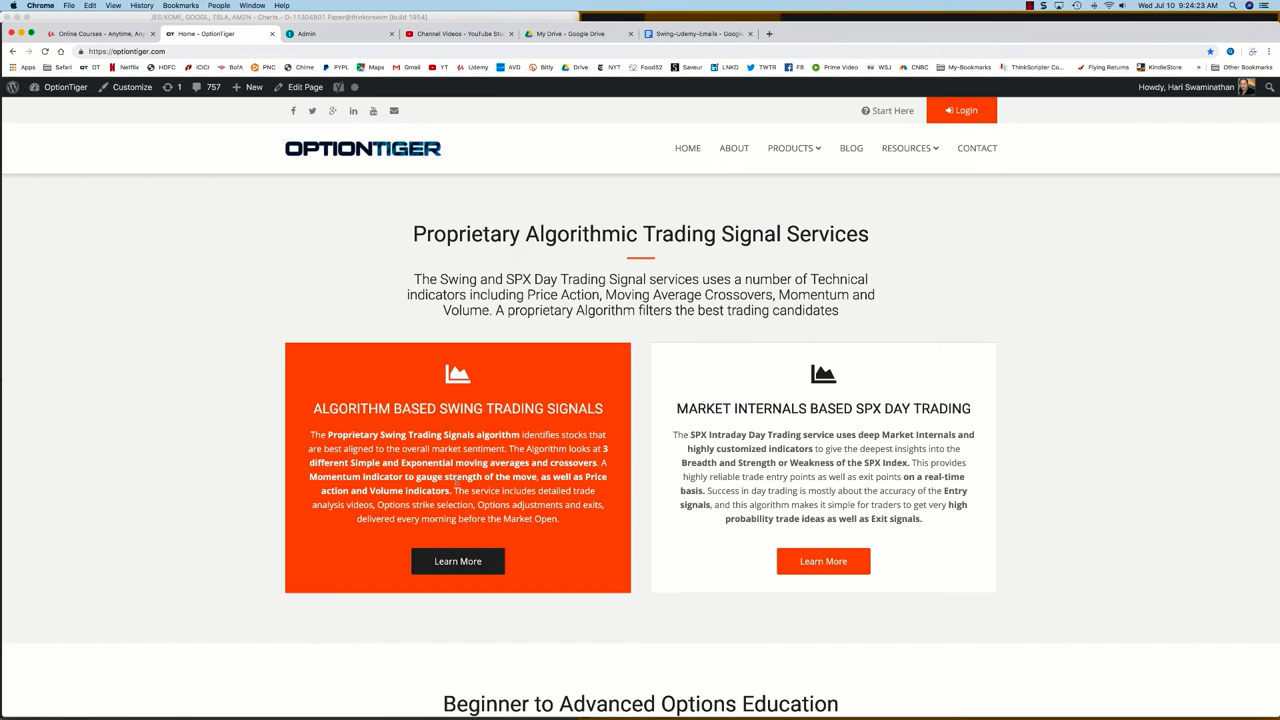 Chrome File Edit View History Bookmarks People Window Help Wed Jul 10 9:24:23 AM
/ES:XCME, GOOGL, TSLA, AMZN - Charts - D-11304801 Paper@thinkorswim [build 1954]
Online Courses - Anytime, Any Home - OptionTiger Admin Channel Videos - YouTube Stu My Drive - Google Drive Swing-Udemy-Emails - Google
https://optiontiger.com
Apps Safari OT Netflix HDFC ICICI BofA PNC Chime PYPL Maps Gmail YT Udemy AVD Bitly Drive NYT Food52 Saveur LNKD TWTR FB Prime Video WSJ CNBC My-Bookmarks ThinkScripter Co Flying Returns KindleStore » Other Bookmarks
OptionTiger Customize 1 757 New Edit Page Howdy, Hari Swaminathan
Start Here Login
OPTIONTIGER
HOME ABOUT PRODUCTS BLOG RESOURCES CONTACT
Proprietary Algorithmic Trading Signal Services
The Swing and SPX Day Trading Signal services uses a number of Technical
indicators including Price Action, Moving Average Crossovers, Momentum and
Volume. A proprietary Algorithm filters the best trading candidates
ALGORITHM BASED SWING TRADING SIGNALS
The Proprietary Swing Trading Signals algorithm identifies stocks that
are best aligned to the overall market sentiment. The Algorithm looks at 3
different Simple and Exponential moving averages and crossovers. A
Momentum indicator to gauge strength of the move, as well as Price
action and Volume indicators. The service includes detailed trade
analysis videos, Options strike selection, Options adjustments and exits,
delivered every morning before the Market Open.
Learn More
MARKET INTERNALS BASED SPX DAY TRADING
The SPX Intraday Day Trading service uses deep Market Internals and
highly customized indicators to give the deepest insights into the
Breadth and Strength or Weakness of the SPX Index. This provides
highly reliable trade entry points as well as exit points on a real-time
basis. Success in day trading is mostly about the accuracy of the Entry
signals, and this algorithm makes it simple for traders to get very high
probability trade ideas as well as Exit signals.
Learn More
Beginner to Advanced Options Education